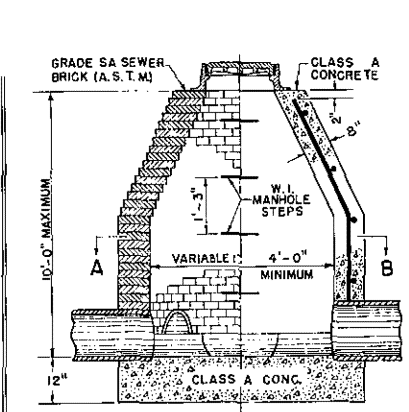 GRADE SA SEWER
BRICK (A.S.T.M.)
CLASS A
CONCRETE
2"
8"
10'-0" MAXIMUM
1'-3"
W.I.
MANHOLE
STEPS
A
VARIABLE:
4'-0"
MINIMUM
B
12"
CLASS A CONC.